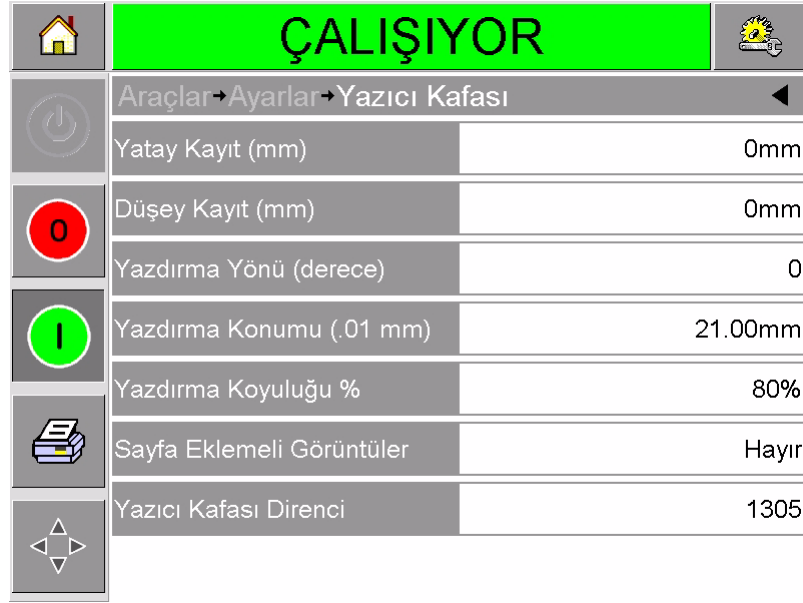 ÇALIŞIYOR
Araçlar→Ayarlar→Yazıcı Kafası
Yatay Kayıt (mm) 0mm
Düşey Kayıt (mm) 0mm
0
Yazdırma Yönü (derece) 0
I
Yazdırma Konumu (.01 mm) 21.00mm
Yazdırma Koyuluğu % 80%
Sayfa Eklemeli Görüntüler Hayır
Yazıcı Kafası Direnci 1305